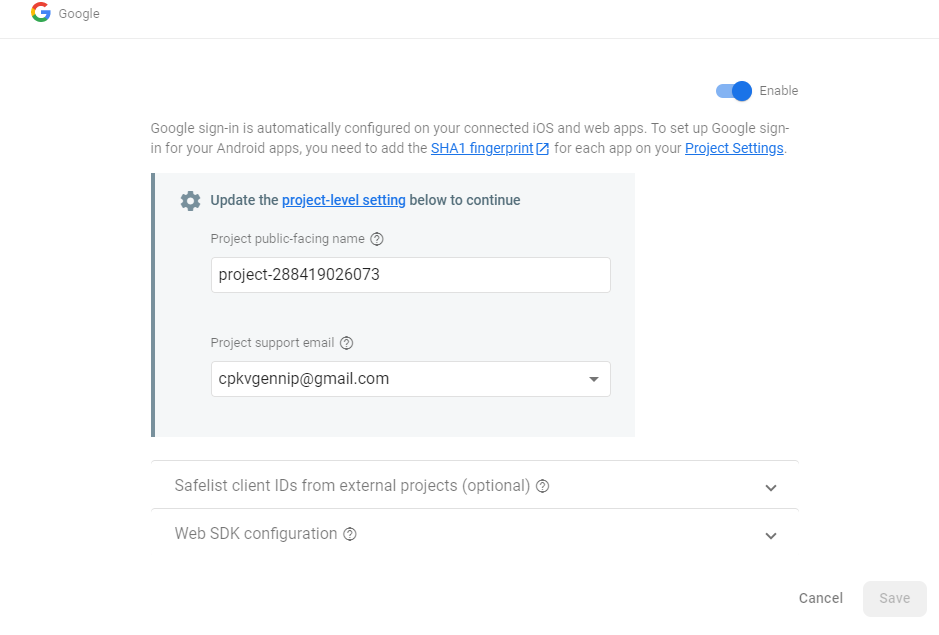 Google
Enable
Google sign-in is automatically configured on your connected iOS and web apps. To set up Google sign-
in for your Android apps, you need to add the SHA1 fingerprint for each app on your Project Settings.
Update the project-level setting below to continue
Project public-facing name
project-288419026073
Project support email
cpkvgennip@gmail.com
Safelist client IDs from external projects (optional)
Web SDK configuration
Cancel Save